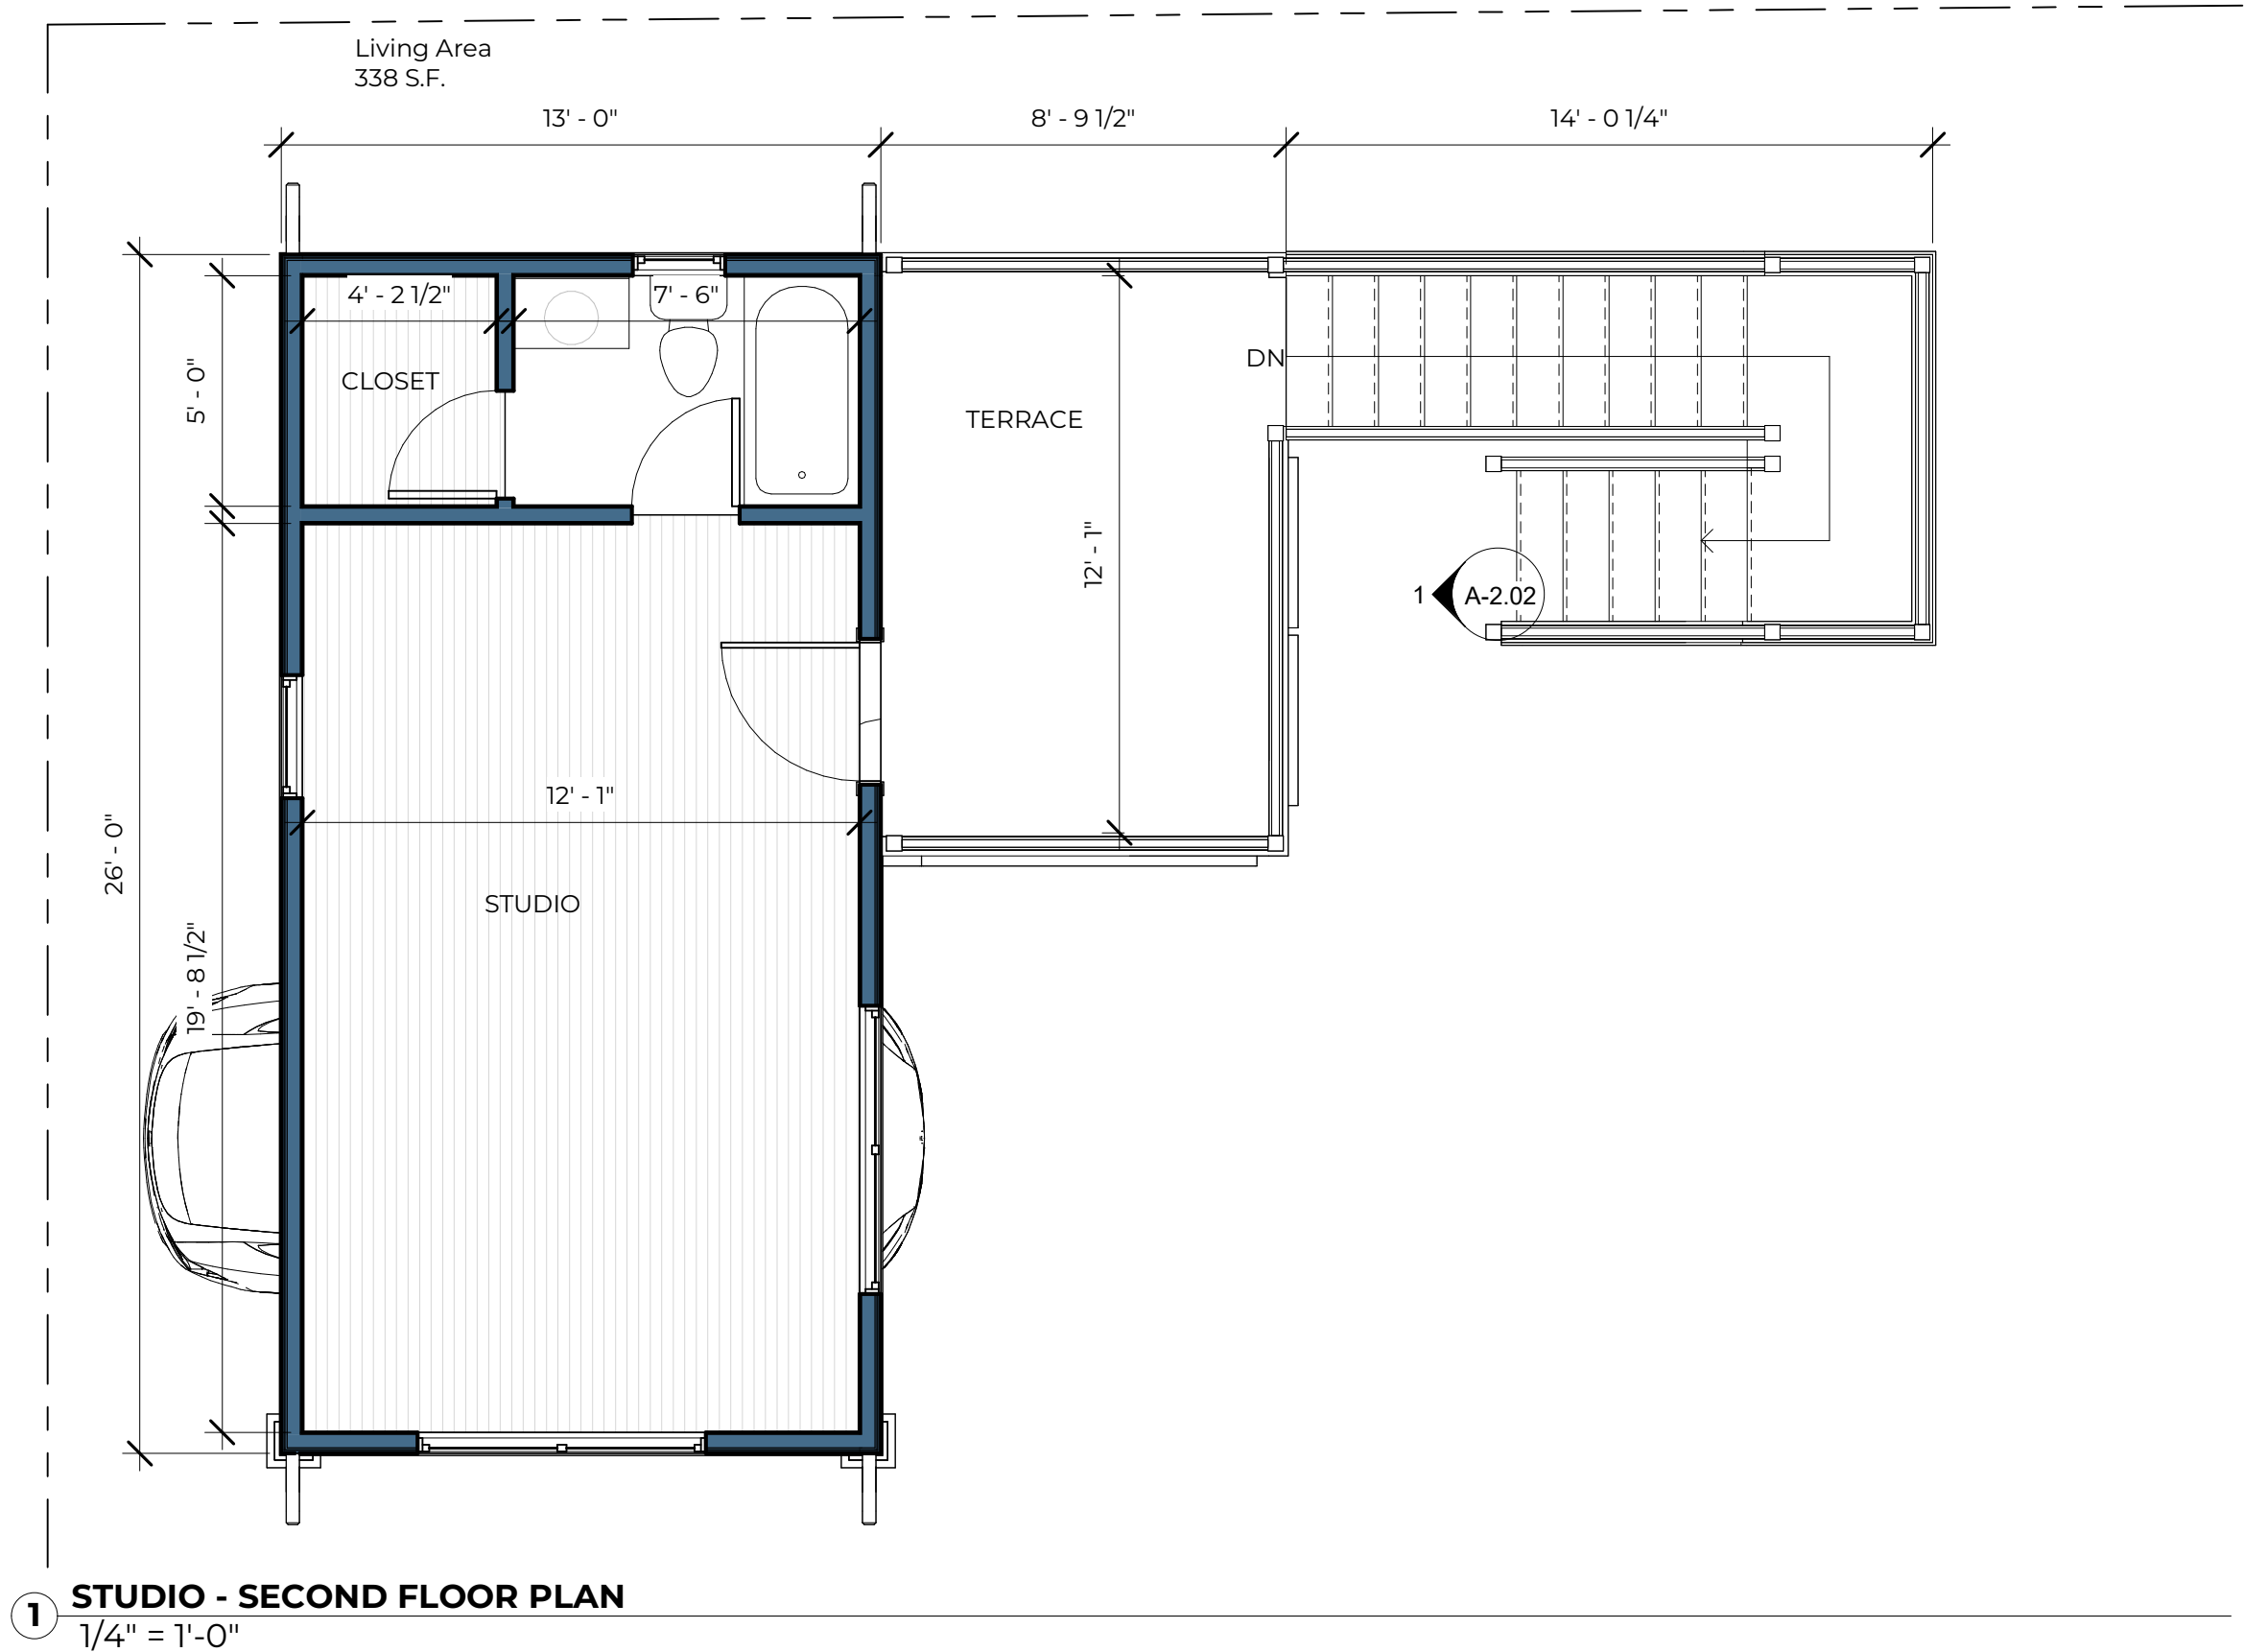 Living Area
338 S.F.
13' - 0"
8' - 9 1/2"
14' - 0 1/4"
4' - 2 1/2"
7' - 6"
5' - 0"
CLOSET
DN
TERRACE
12' - 1"
1
A-2.02
12' - 1"
26' - 0"
STUDIO
19' - 8 1/2"
1
STUDIO - SECOND FLOOR PLAN
1/4" = 1'-0"